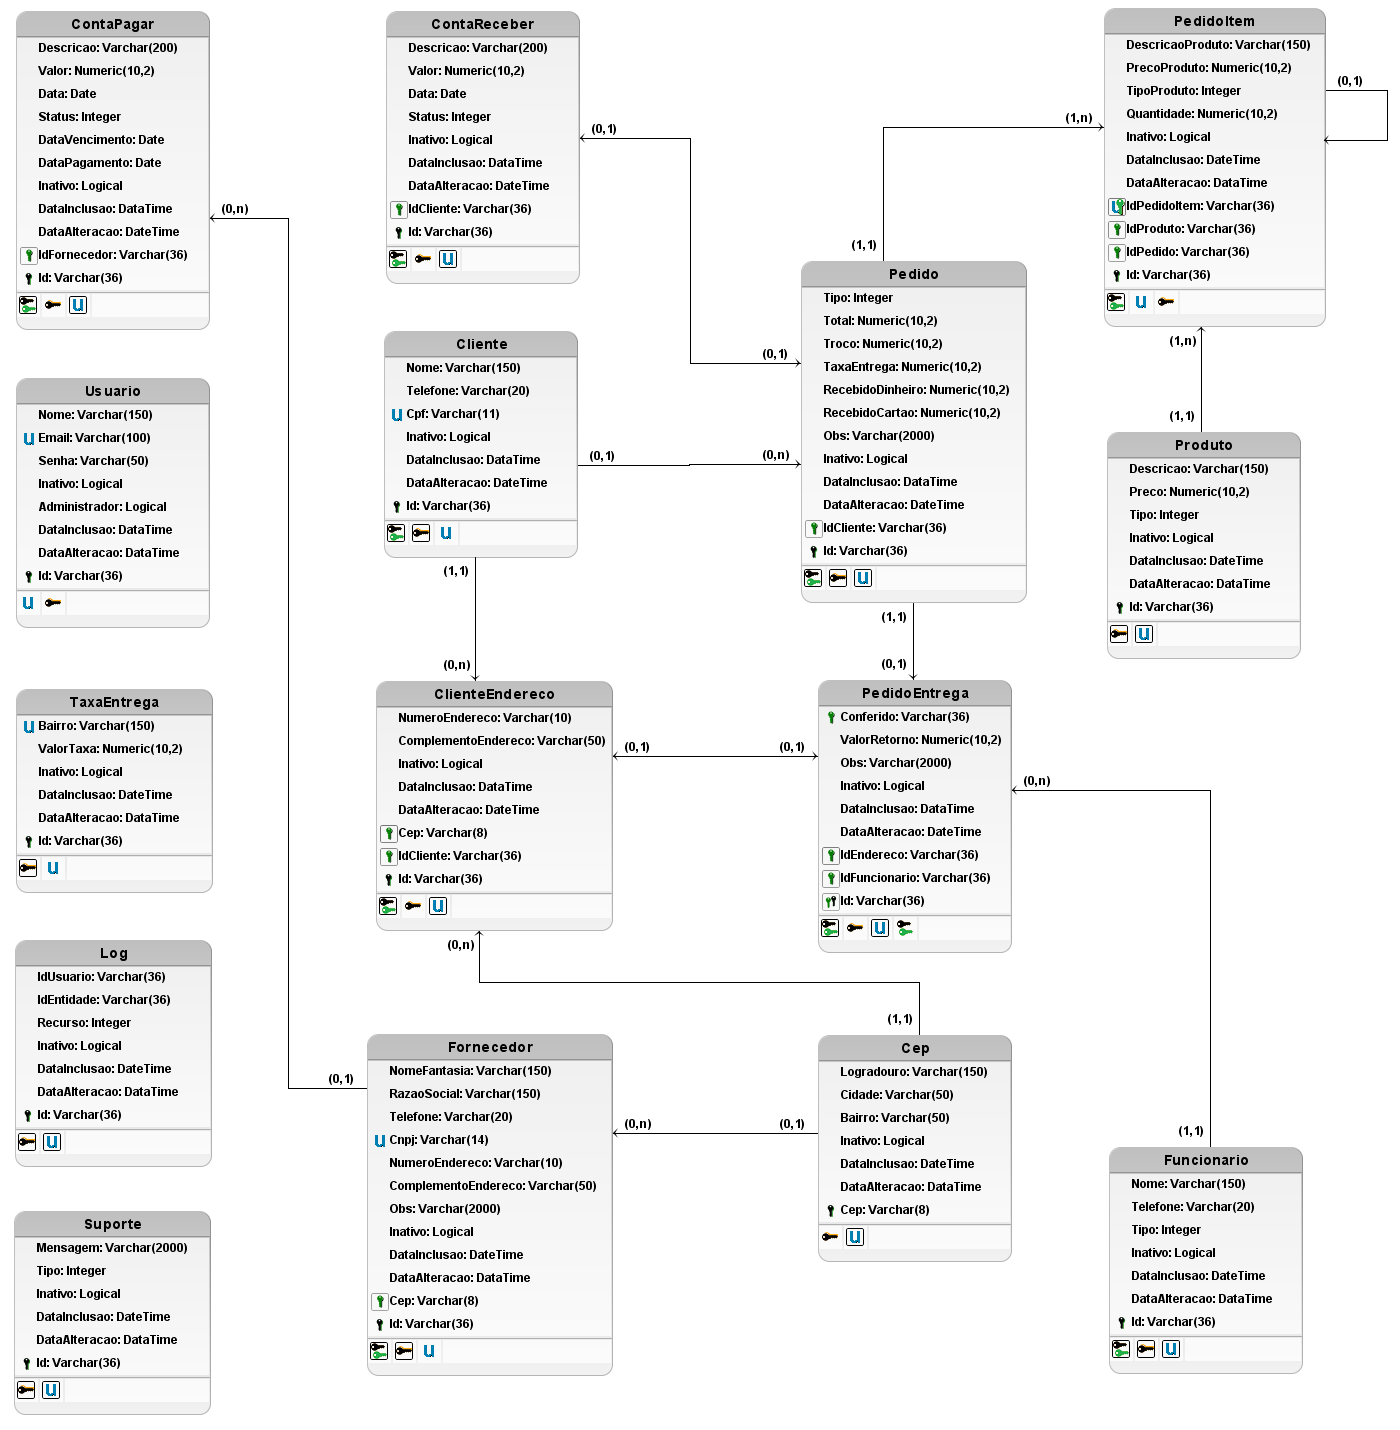 ContaPagar
Descricao: Varchar(200)
Valor: Numeric(10,2)
Data: Date
Status: Integer
DataVencimento: Date
DataPagamento: Date
Inativo: Logical
DataInclusao: DataTime
DataAlteracao: DateTime
IdFornecedor: Varchar(36)
Id: Varchar(36)
(0,n)
ContaReceber
Descricao: Varchar(200)
Valor: Numeric(10,2)
Data: Date
Status: Integer
Inativo: Logical
DataInclusao: DataTime
DataAlteracao: DateTime
IdCliente: Varchar(36)
Id: Varchar(36)
(0,1)
(0,1)
PedidoItem
DescricaoProduto: Varchar(150)
PrecoProduto: Numeric(10,2)
TipoProduto: Integer
Quantidade: Numeric(10,2)
Inativo: Logical
DataInclusao: DateTime
DataAlteracao: DataTime
IdPedidoItem: Varchar(36)
IdProduto: Varchar(36)
IdPedido: Varchar(36)
Id: Varchar(36)
(0,1)
(1,n)
(1,1)
(1,n)
(1,1)
Usuario
Nome: Varchar(150)
Email: Varchar(100)
Senha: Varchar(50)
Inativo: Logical
Administrador: Logical
DataInclusao: DataTime
DataAlteracao: DataTime
Id: Varchar(36)
Cliente
Nome: Varchar(150)
Telefone: Varchar(20)
Cpf: Varchar(11)
Inativo: Logical
DataInclusao: DataTime
DataAlteracao: DateTime
Id: Varchar(36)
(0,1)
(0,n)
(1,1)
(0,n)
Pedido
Tipo: Integer
Total: Numeric(10,2)
Troco: Numeric(10,2)
TaxaEntrega: Numeric(10,2)
RecebidoDinheiro: Numeric(10,2)
RecebidoCartao: Numeric(10,2)
Obs: Varchar(2000)
Inativo: Logical
DataInclusao: DataTime
DataAlteracao: DateTime
IdCliente: Varchar(36)
Id: Varchar(36)
(1,1)
(0,1)
Produto
Descricao: Varchar(150)
Preco: Numeric(10,2)
Tipo: Integer
Inativo: Logical
DataInclusao: DateTime
DataAlteracao: DataTime
Id: Varchar(36)
TaxaEntrega
Bairro: Varchar(150)
ValorTaxa: Numeric(10,2)
Inativo: Logical
DataInclusao: DateTime
DataAlteracao: DataTime
Id: Varchar(36)
ClienteEndereco
NumeroEndereco: Varchar(10)
ComplementoEndereco: Varchar(50)
Inativo: Logical
DataInclusao: DataTime
DataAlteracao: DateTime
Cep: Varchar(8)
IdCliente: Varchar(36)
Id: Varchar(36)
(0,1)
(0,1)
(0,n)
(1,1)
PedidoEntrega
Conferido: Varchar(36)
ValorRetorno: Numeric(10,2)
Obs: Varchar(2000)
Inativo: Logical
DataInclusao: DataTime
DataAlteracao: DateTime
IdEndereco: Varchar(36)
IdFuncionario: Varchar(36)
Id: Varchar(36)
(0,n)
(1,1)
Log
IdUsuario: Varchar(36)
IdEntidade: Varchar(36)
Recurso: Integer
Inativo: Logical
DataInclusao: DateTime
DataAlteracao: DataTime
Id: Varchar(36)
Fornecedor
NomeFantasia: Varchar(150)
RazaoSocial: Varchar(150)
Telefone: Varchar(20)
Cnpj: Varchar(14)
NumeroEndereco: Varchar(10)
ComplementoEndereco: Varchar(50)
Obs: Varchar(2000)
Inativo: Logical
DataInclusao: DateTime
DataAlteracao: DataTime
Cep: Varchar(8)
Id: Varchar(36)
(0,1)
(0,n)
(0,1)
Cep
Logradouro: Varchar(150)
Cidade: Varchar(50)
Bairro: Varchar(50)
Inativo: Logical
DataInclusao: DateTime
DataAlteracao: DataTime
Cep: Varchar(8)
Funcionario
Nome: Varchar(150)
Telefone: Varchar(20)
Tipo: Integer
Inativo: Logical
DataInclusao: DateTime
DataAlteracao: DataTime
Id: Varchar(36)
Suporte
Mensagem: Varchar(2000)
Tipo: Integer
Inativo: Logical
DataInclusao: DateTime
DataAlteracao: DataTime
Id: Varchar(36)